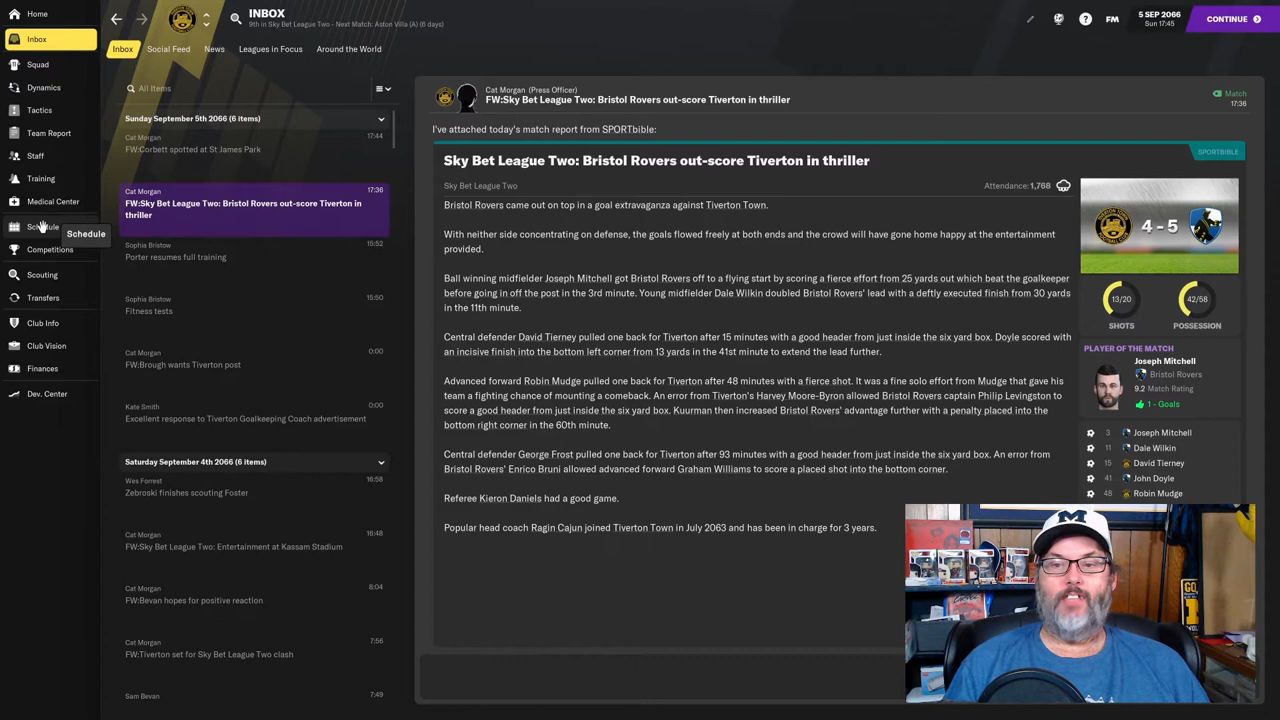 Home
Inbox
Squad
Dynamics
Tactics
Team Report
Staff
Training
Medical Center
Schedule
Schedule
Competitions
Scouting
Transfers
Club Info
Club Vision
Finances
Dev. Center
INBOX
9th in Sky Bet League Two - Next Match: Aston Villa (A) (6 days)
FM
5 SEP 2066
Sun 17:45
CONTINUE
Inbox
Social Feed
News
Leagues in Focus
Around the World
All Items
Sunday September 5th 2066 (6 items)
Cat Morgan
17:44
FW:Corbett spotted at St James Park
Cat Morgan
17:36
FW:Sky Bet League Two: Bristol Rovers out-score Tiverton in
thriller
Sophia Bristow
15:52
Porter resumes full training
Sophia Bristow
15:50
Fitness tests
Cat Morgan
0:00
FW:Brough wants Tiverton post
Kate Smith
0:00
Excellent response to Tiverton Goalkeeping Coach advertisement
Saturday September 4th 2066 (6 items)
Wes Forrest
16:58
Zebroski finishes scouting Foster
Cat Morgan
16:48
FW:Sky Bet League Two: Entertainment at Kassam Stadium
Cat Morgan
8:04
FW:Bevan hopes for positive reaction
Cat Morgan
7:56
FW:Tiverton set for Sky Bet League Two clash
Sam Bevan
7:49
Cat Morgan (Press Officer)
FW:Sky Bet League Two: Bristol Rovers out-score Tiverton in thriller
Match
17:36
I've attached today's match report from SPORTbible:
SPORTBIBLE
Sky Bet League Two: Bristol Rovers out-score Tiverton in thriller
Sky Bet League Two
Attendance: 1,768
Bristol Rovers came out on top in a goal extravaganza against Tiverton Town.
With neither side concentrating on defense, the goals flowed freely at both ends and the crowd will have gone home happy at the entertainment
provided.
Ball winning midfielder Joseph Mitchell got Bristol Rovers off to a flying start by scoring a fierce effort from 25 yards out which beat the goalkeeper
before going in off the post in the 3rd minute. Young midfielder Dale Wilkin doubled Bristol Rovers' lead with a deftly executed finish from 30 yards
in the 11th minute.
Central defender David Tierney pulled one back for Tiverton after 15 minutes with a good header from just inside the six yard box. Doyle scored with
an incisive finish into the bottom left corner from 13 yards in the 41st minute to extend the lead further.
Advanced forward Robin Mudge pulled one back for Tiverton after 48 minutes with a fierce shot. It was a fine solo effort from Mudge that gave his
team a fighting chance of mounting a comeback. An error from Tiverton's Harvey Moore-Byron allowed Bristol Rovers captain Philip Levingston to
score a good header from just inside the six yard box. Kuurman then increased Bristol Rovers' advantage further with a penalty placed into the
bottom right corner in the 60th minute.
Central defender George Frost pulled one back for Tiverton after 93 minutes with a good header from just inside the six yard box. An error from
Bristol Rovers' Enrico Bruni allowed advanced forward Graham Williams to score a placed shot into the bottom corner.
Referee Kieron Daniels had a good game.
Popular head coach Ragin Cajun joined Tiverton Town in July 2063 and has been in charge for 3 years.
4 - 5
13/20
SHOTS
42/58
POSSESSION
PLAYER OF THE MATCH
Joseph Mitchell
Bristol Rovers
9.2 Match Rating
1 - Goals
3 Joseph Mitchell
11 Dale Wilkin
15 David Tierney
41 John Doyle
48 Robin Mudge
M